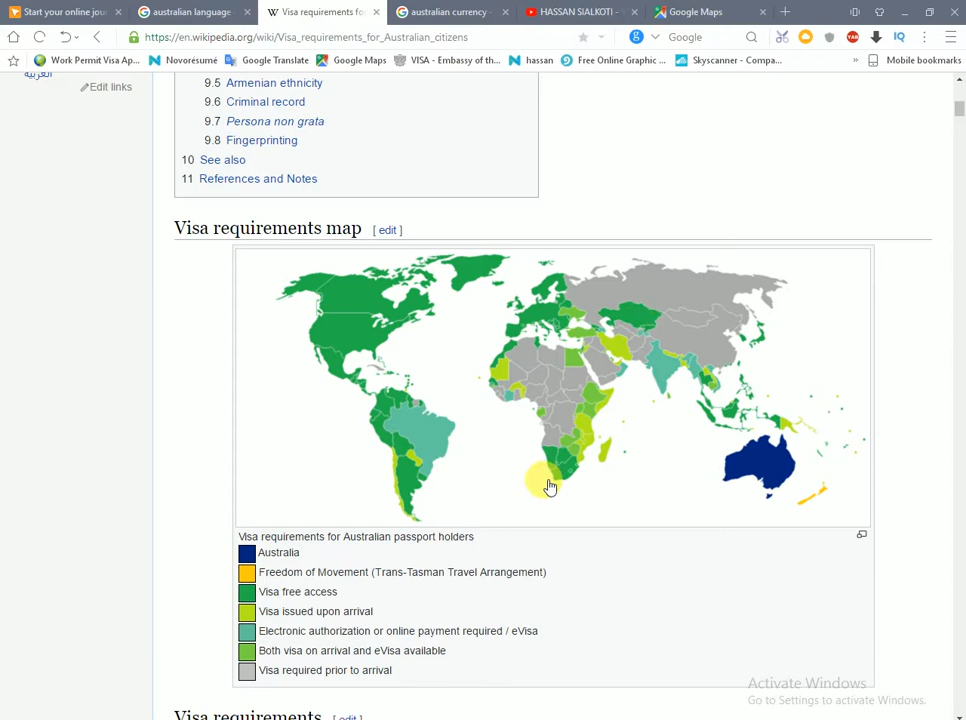 Start your online jour
australian language
Visa requirements fo
australian currency -
HASSAN SIALKOTI - Y
Google Maps
https://en.wikipedia.org/wiki/Visa_requirements_for_Australian_citizens
Google
IQ
Work Permit Visa Ap...
Novorésumé
Google Translate
Google Maps
VISA - Embassy of th...
hassan
Free Online Graphic ...
Skyscanner - Compa...
»
Mobile bookmarks
العربية
Edit links
9.5 Armenian ethnicity
9.6 Criminal record
9.7 Persona non grata
9.8 Fingerprinting
10 See also
11 References and Notes
Visa requirements map [ edit ]
Visa requirements for Australian passport holders
Australia
Freedom of Movement (Trans-Tasman Travel Arrangement)
Visa free access
Visa issued upon arrival
Electronic authorization or online payment required / eVisa
Both visa on arrival and eVisa available
Visa required prior to arrival
Activate Windows
Go to Settings to activate Windows.
Visa requirements [ edit ]